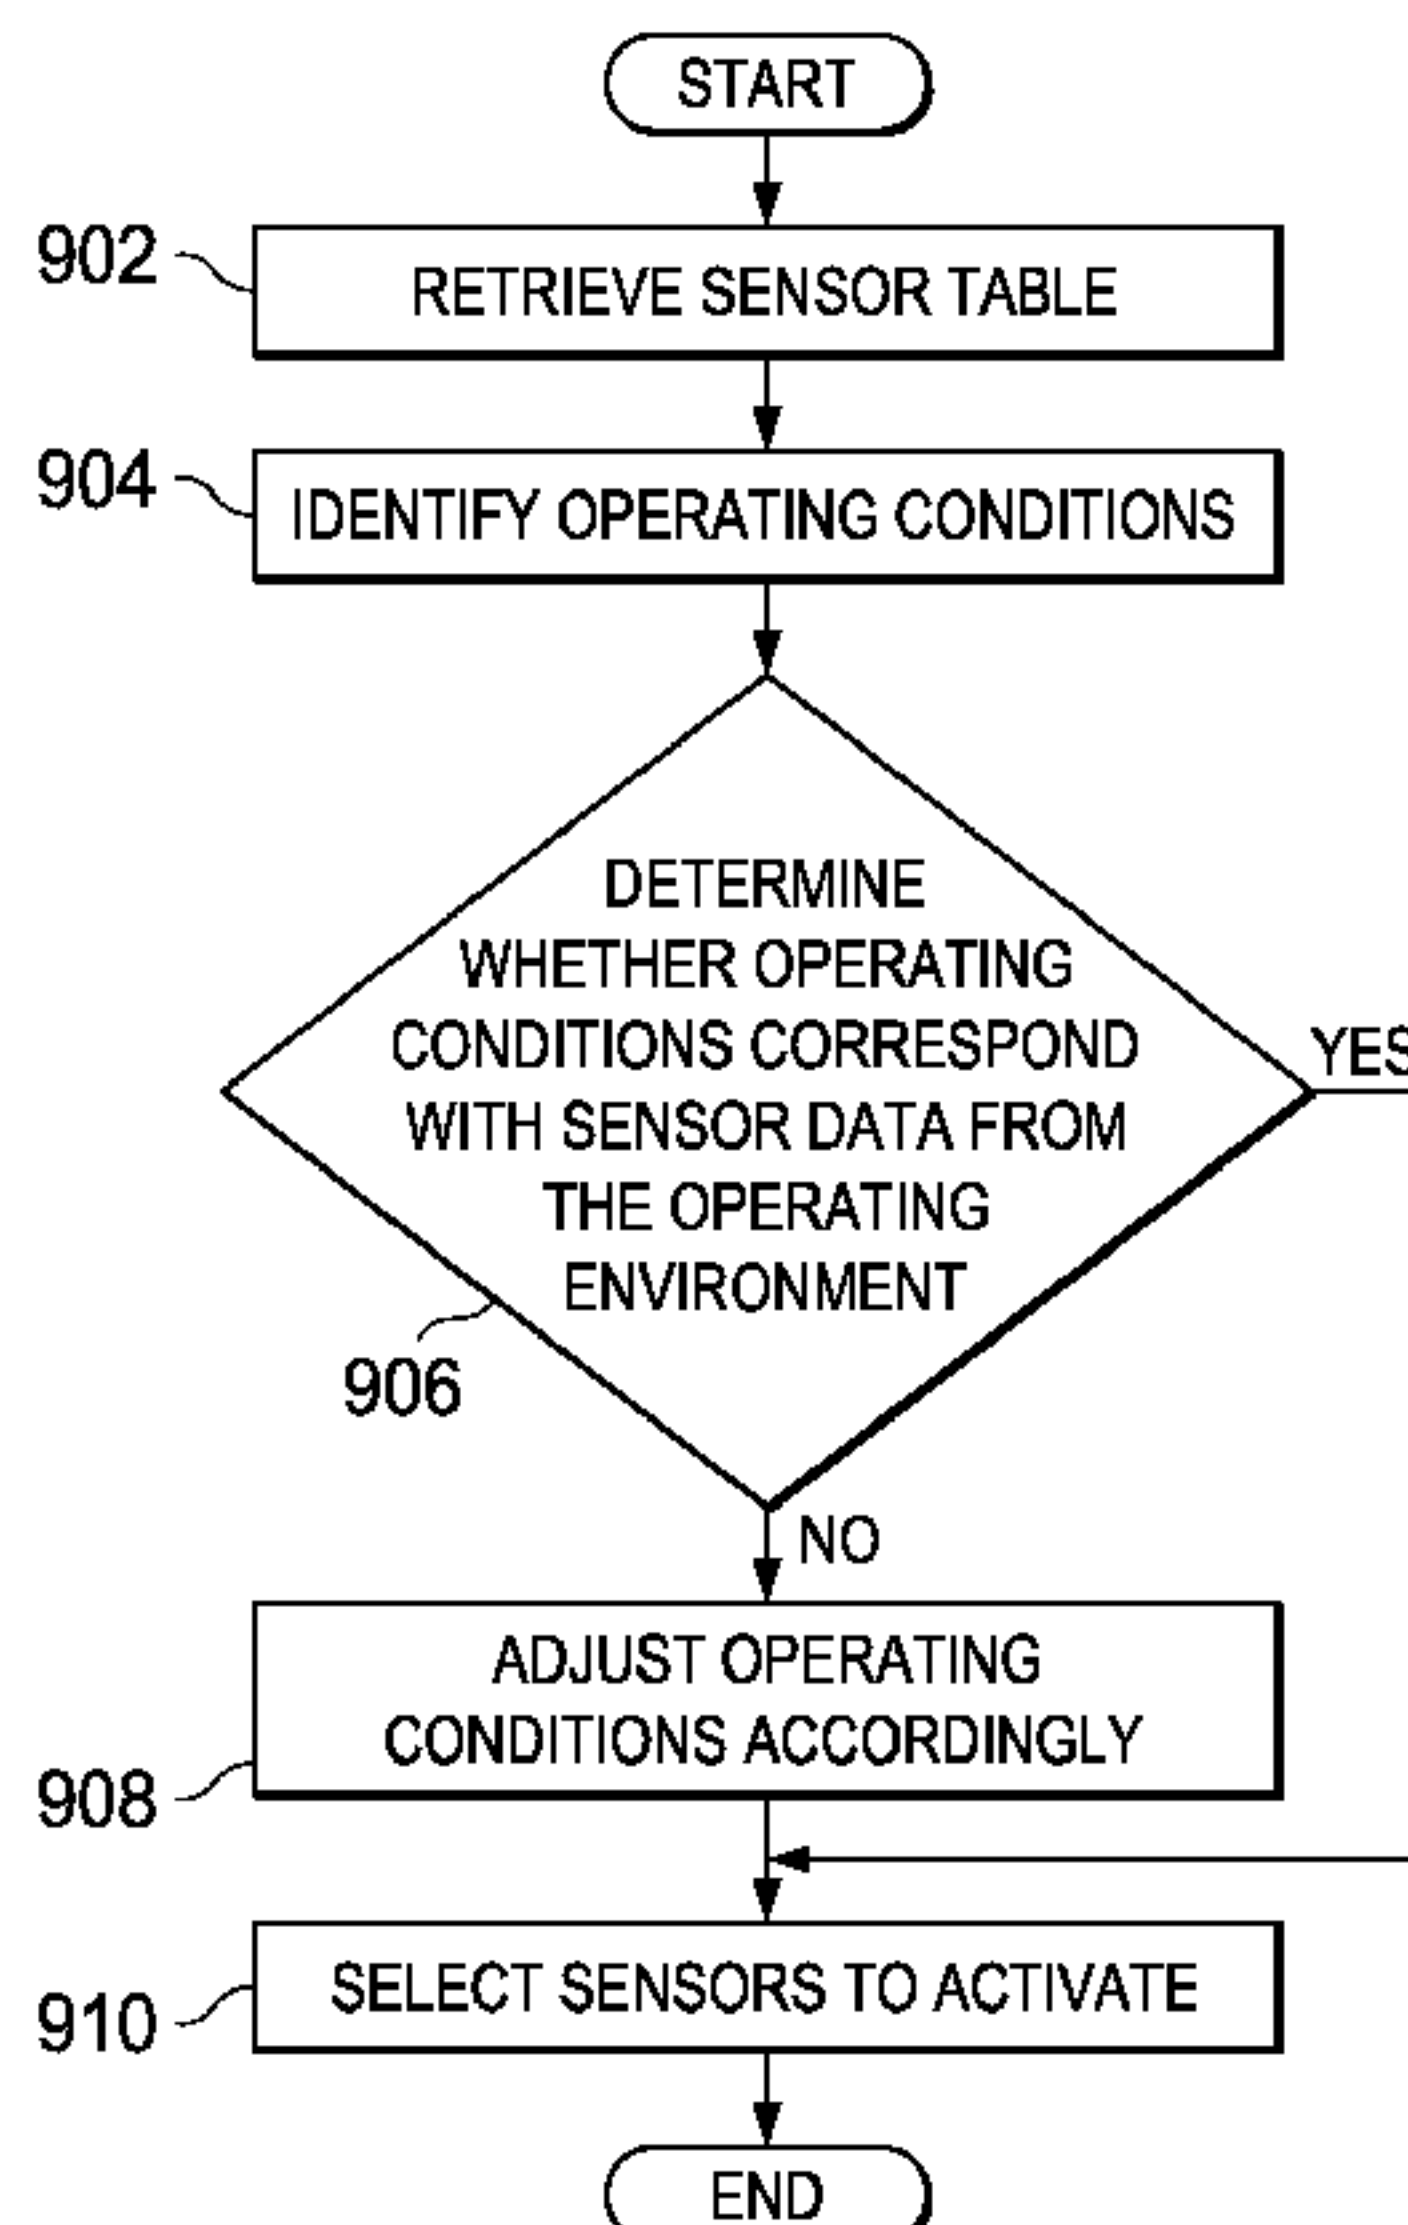 START
902
RETRIEVE SENSOR TABLE
904
IDENTIFY OPERATING CONDITIONS
DETERMINE
WHETHER OPERATING
CONDITIONS CORRESPOND
WITH SENSOR DATA FROM
THE OPERATING
ENVIRONMENT
YES
906
NO
ADJUST OPERATING
CONDITIONS ACCORDINGLY
908
SELECT SENSORS TO ACTIVATE
910
END